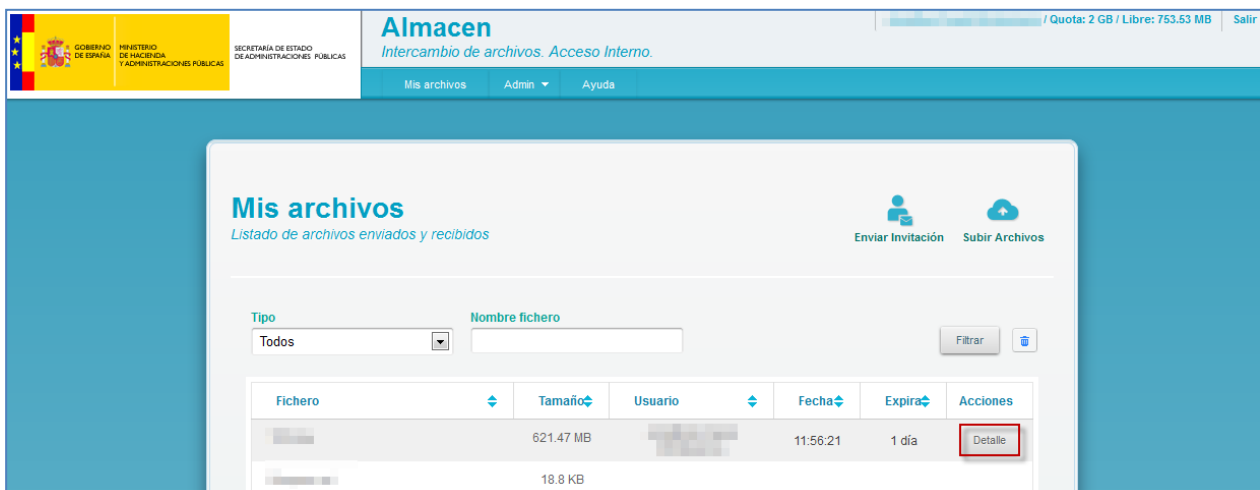 GOBIERNO
DE ESPAÑA
MINISTERIO
DE HACIENDA
Y ADMINISTRACIONES PÚBLICAS
SECRETARÍA DE ESTADO
DE ADMINISTRACIONES PÚBLICAS
Almacen
Intercambio de archivos. Acceso Interno.
/ Quota: 2 GB / Libre: 753.53 MB Salir
Mis archivos Admin Ayuda
Mis archivos
Listado de archivos enviados y recibidos
Enviar Invitación Subir Archivos
Tipo Nombre fichero
Todos Filtrar
Fichero Tamaño Usuario Fecha Expira Acciones
621.47 MB 11:56:21 1 día Detalle
18.8 KB